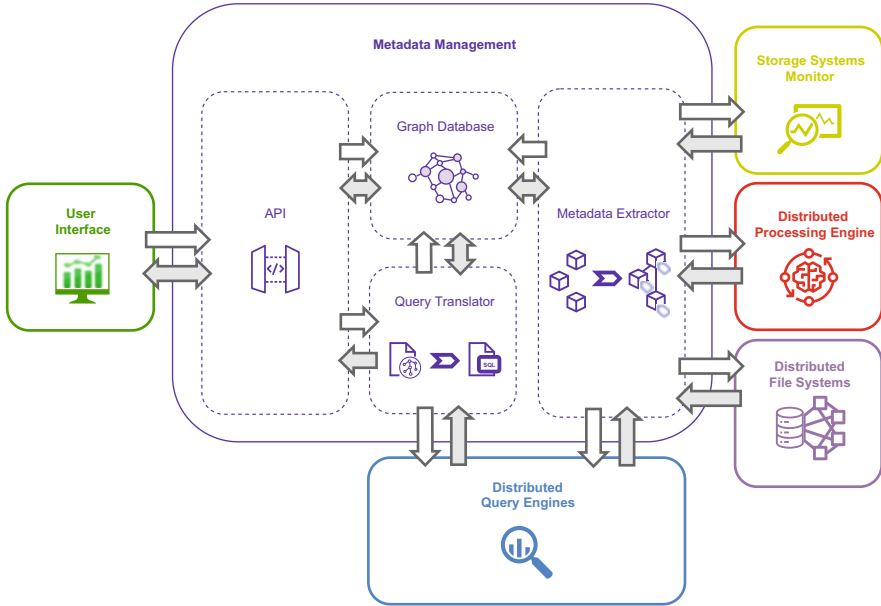 Metadata Management
Storage Systems
Monitor
Graph Database
User
Interface
API
Metadata Extractor
Distributed
Processing Engine
</>
Query Translator
SQL
Distributed
File Systems
Distributed
Query Engines